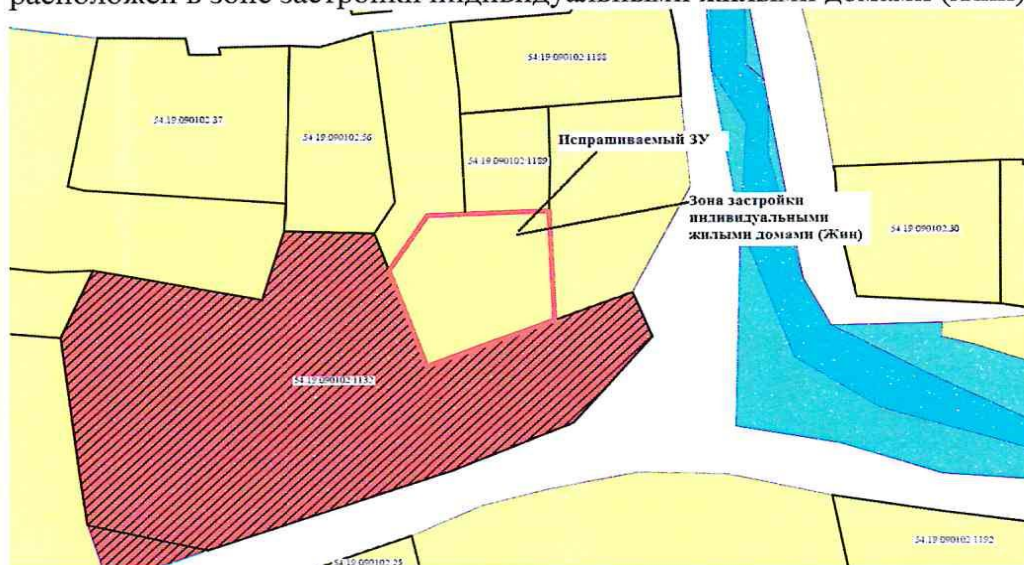 расположен в зоне застройки индивидуальными жилыми домами (Жин)
54:19:090102:1188
54:19:090102:37
54:19:090102:56
Испрашиваемый ЗУ
54:19:090102:1189
Зона застройки
индивидуальными
жилыми домами (Жин)
54:19:090102:30
54:19:090102:1132
54:19:090102:1192
54:19:090102:25